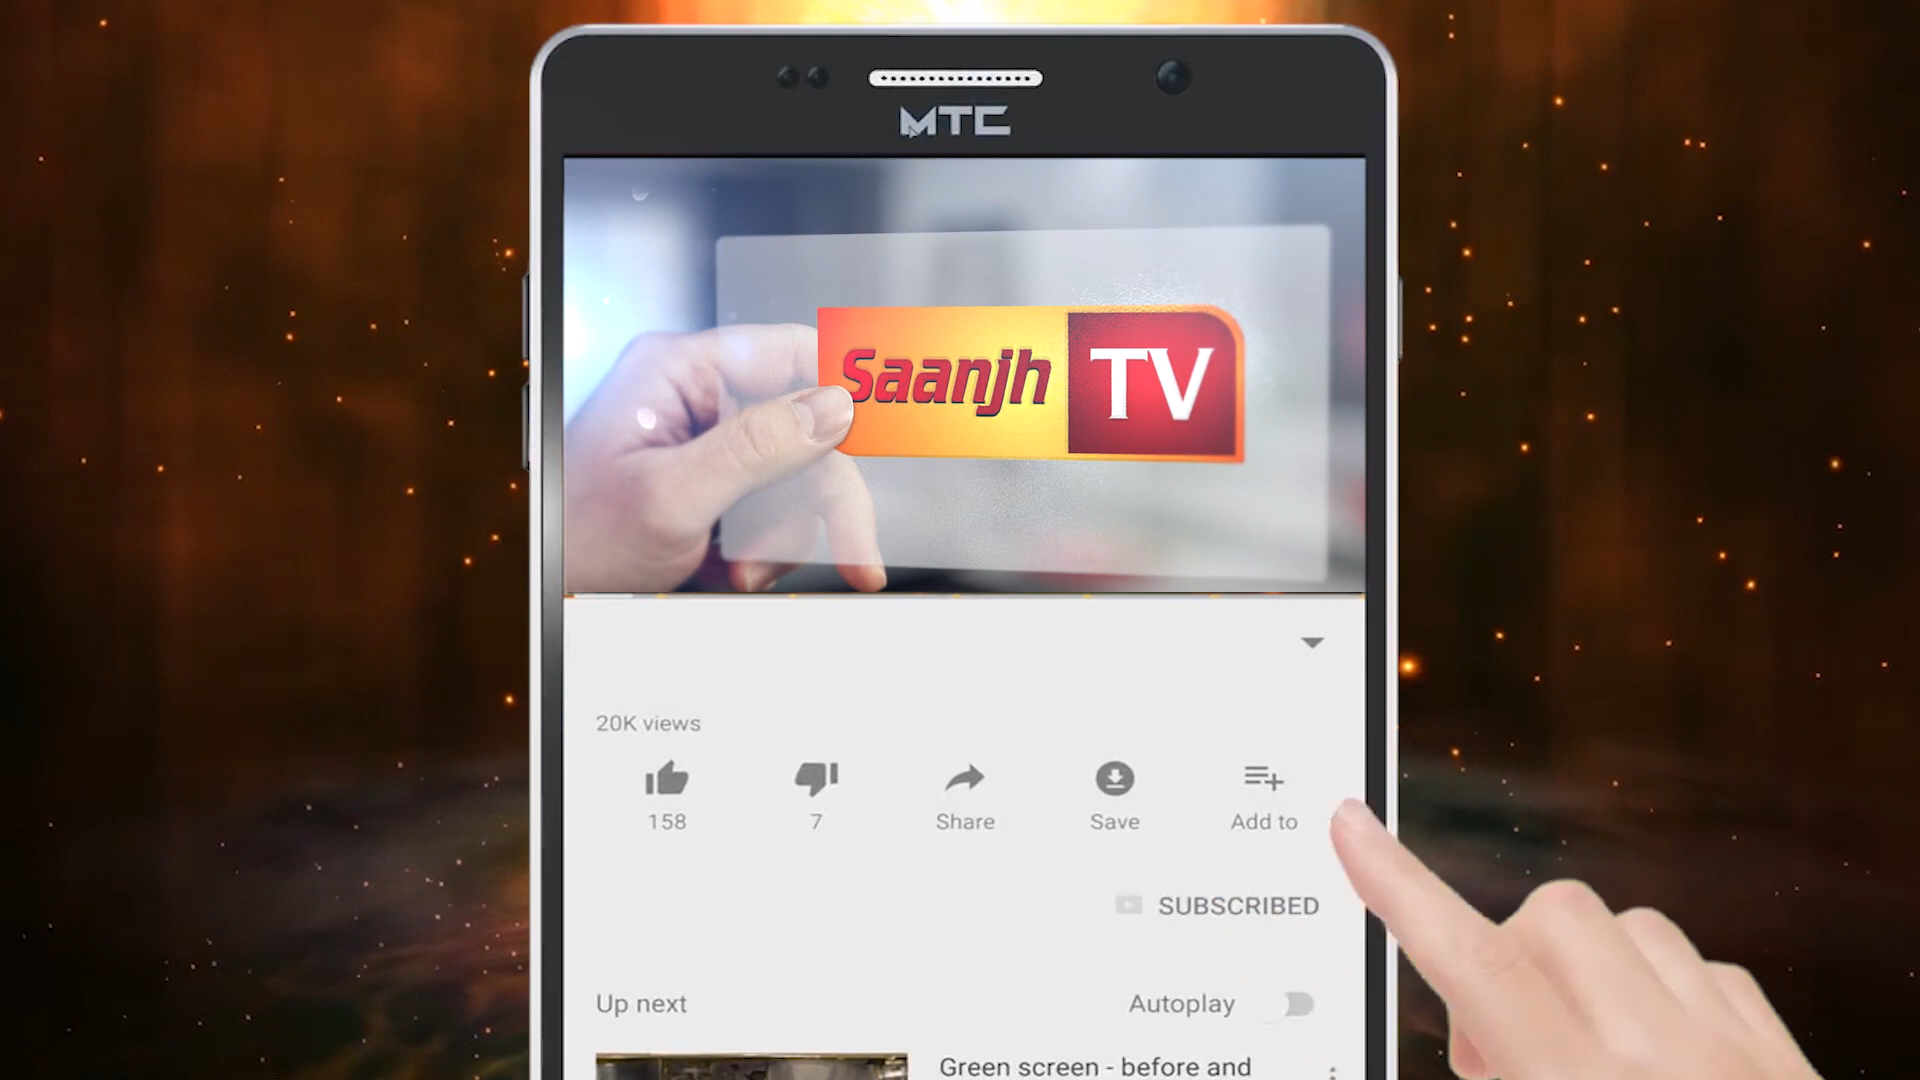 MTC
Saanjh TV
20K views
158
7
Share
Save
Add to
SUBSCRIBED
Up next
Autoplay
Green screen - before and